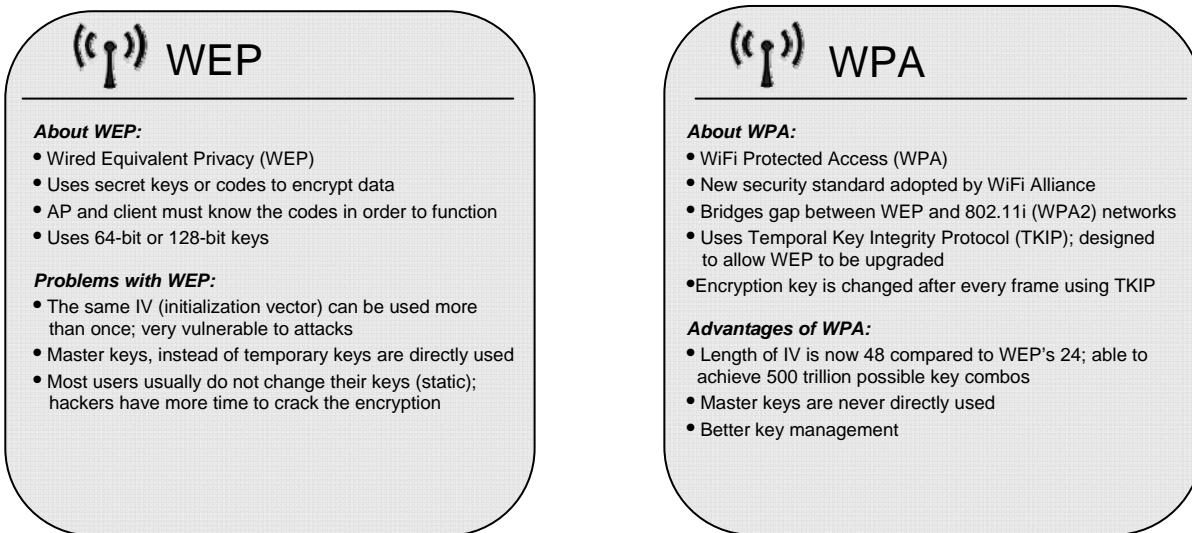 WEP
About WEP:
• Wired Equivalent Privacy (WEP)
• Uses secret keys or codes to encrypt data
• AP and client must know the codes in order to function
• Uses 64-bit or 128-bit keys
Problems with WEP:
• The same IV (initialization vector) can be used more
than once; very vulnerable to attacks
• Master keys, instead of temporary keys are directly used
• Most users usually do not change their keys (static);
hackers have more time to crack the encryption
WPA
About WPA:
• WiFi Protected Access (WPA)
• New security standard adopted by WiFi Alliance
• Bridges gap between WEP and 802.11i (WPA2) networks
• Uses Temporal Key Integrity Protocol (TKIP); designed
to allow WEP to be upgraded
•Encryption key is changed after every frame using TKIP
Advantages of WPA:
• Length of IV is now 48 compared to WEP's 24; able to
achieve 500 trillion possible key combos
• Master keys are never directly used
• Better key management